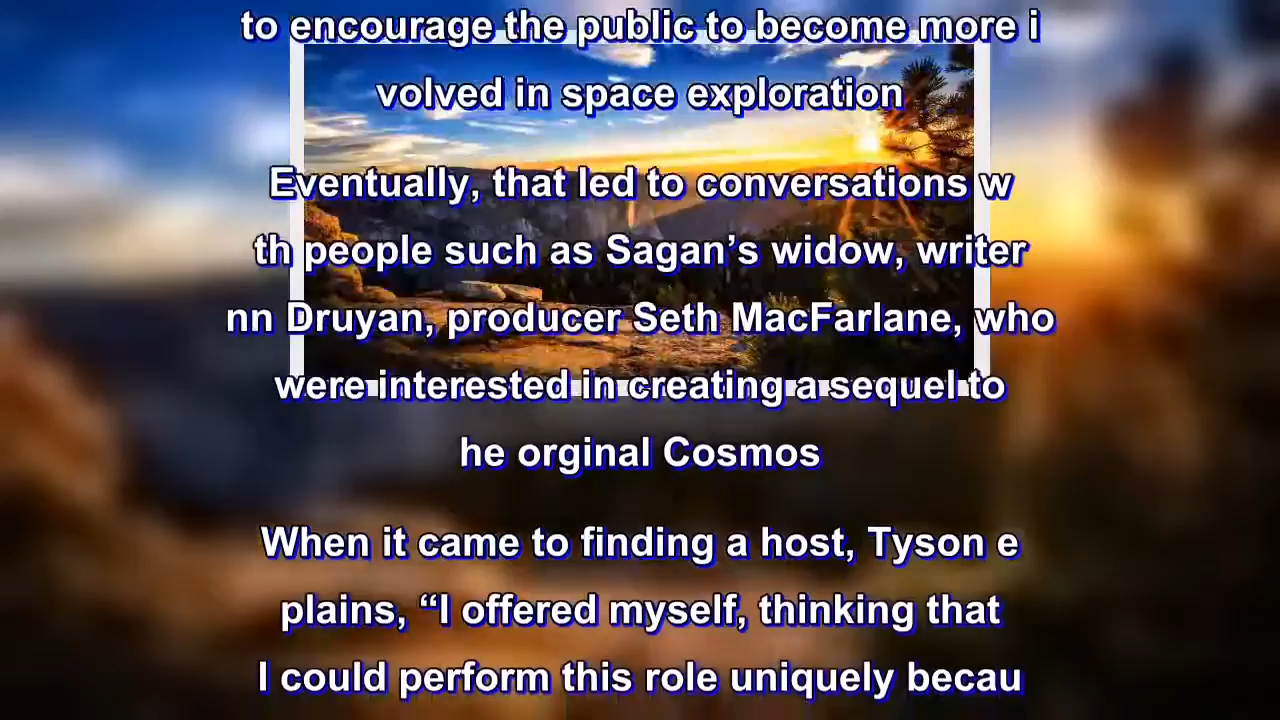 to encourage the public to become more i
volved in space exploration
Eventually, that led to conversations w
th people such as Sagan’s widow, writer
nn Druyan, producer Seth MacFarlane, who
were interested in creating a sequel to
he orginal Cosmos
When it came to finding a host, Tyson e
plains, “I offered myself, thinking that
I could perform this role uniquely becau